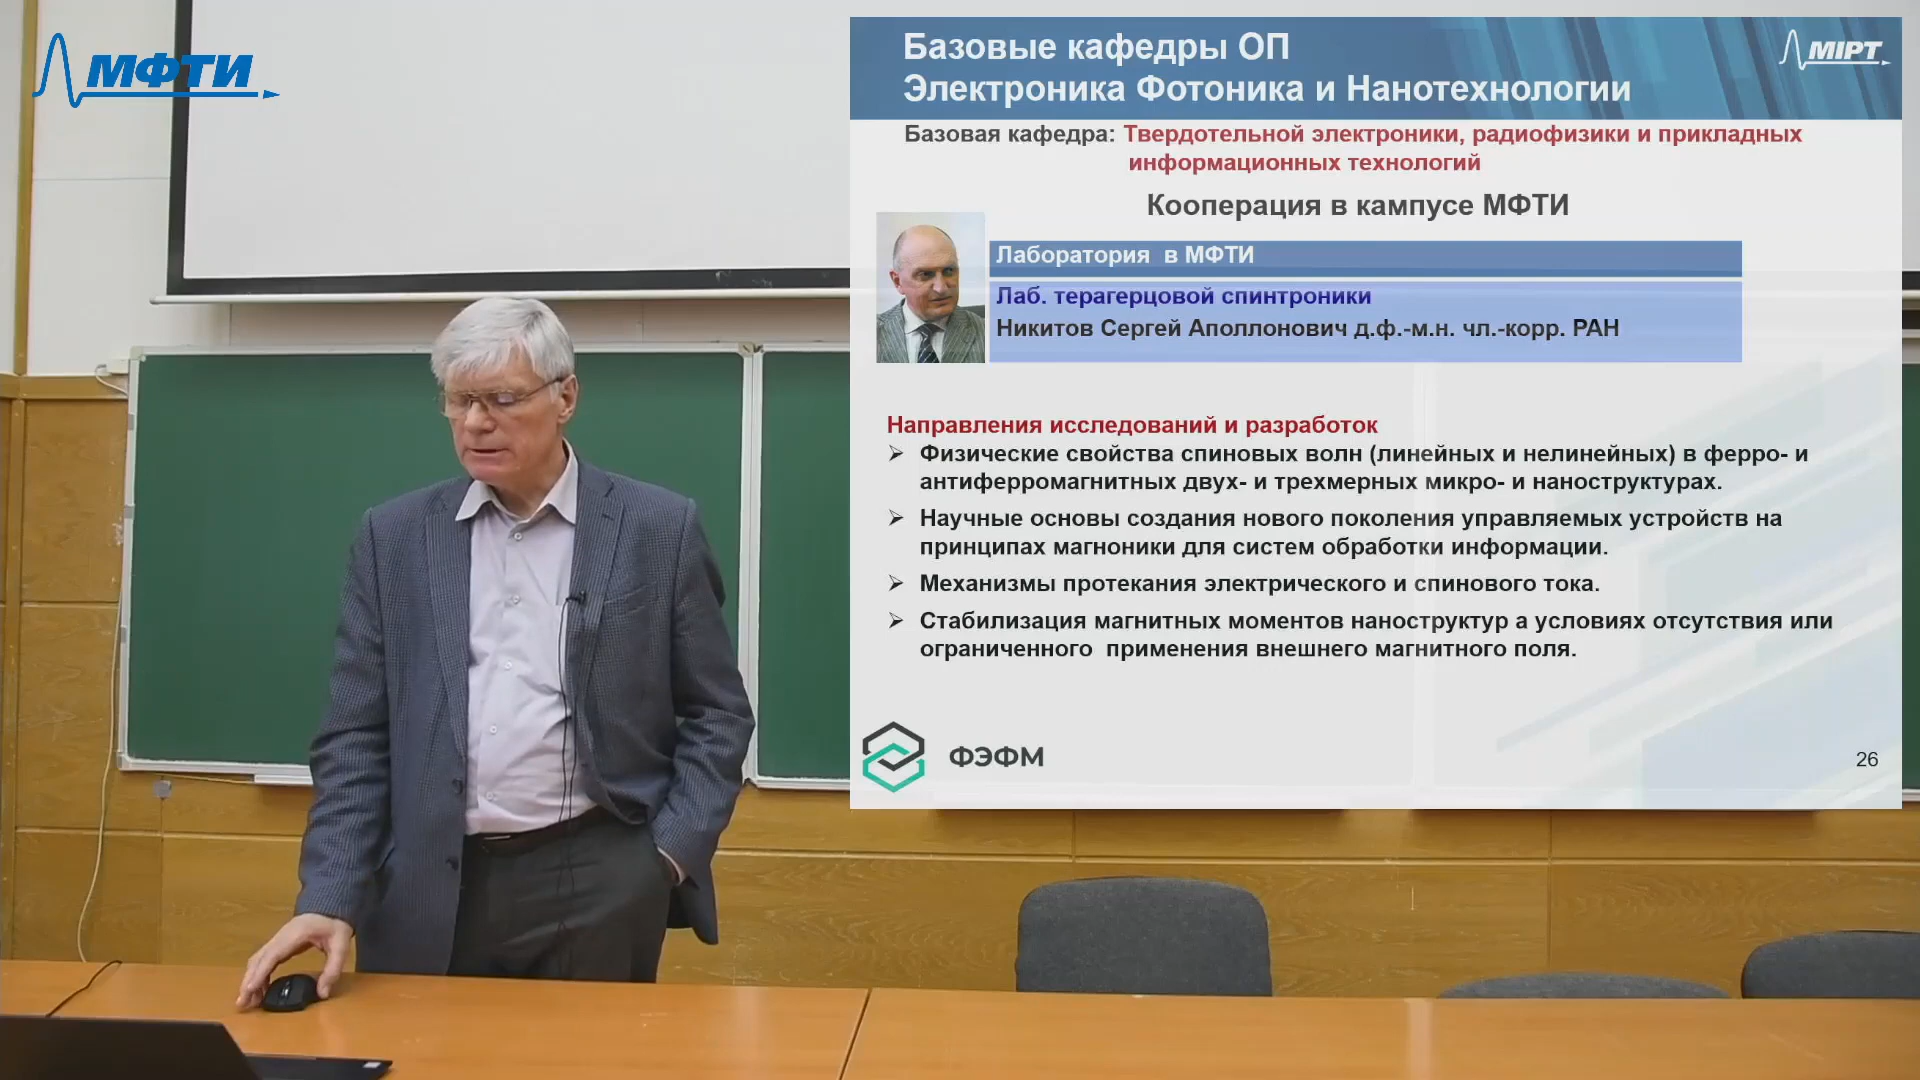 МФТИ
Базовые кафедры ОП
Электроника Фотоника и Нанотехнологии
MIPT
Базовая кафедра: Твердотельной электроники, радиофизики и прикладных
информационных технологий
Кооперация в кампусе МФТИ
Лаборатория в МФТИ
Лаб. терагерцовой спинтроники
Никитов Сергей Аполлонович д.ф.-м.н. чл.-корр. РАН
Направления исследований и разработок
➢ Физические свойства спиновых волн (линейных и нелинейных) в ферро- и
антиферромагнитных двух- и трехмерных микро- и наноструктурах.
➢ Научные основы создания нового поколения управляемых устройств на
принципах магноники для систем обработки информации.
➢ Механизмы протекания электрического и спинового тока.
➢ Стабилизация магнитных моментов наноструктур а условиях отсутствия или
ограниченного применения внешнего магнитного поля.
ФЭФМ
26